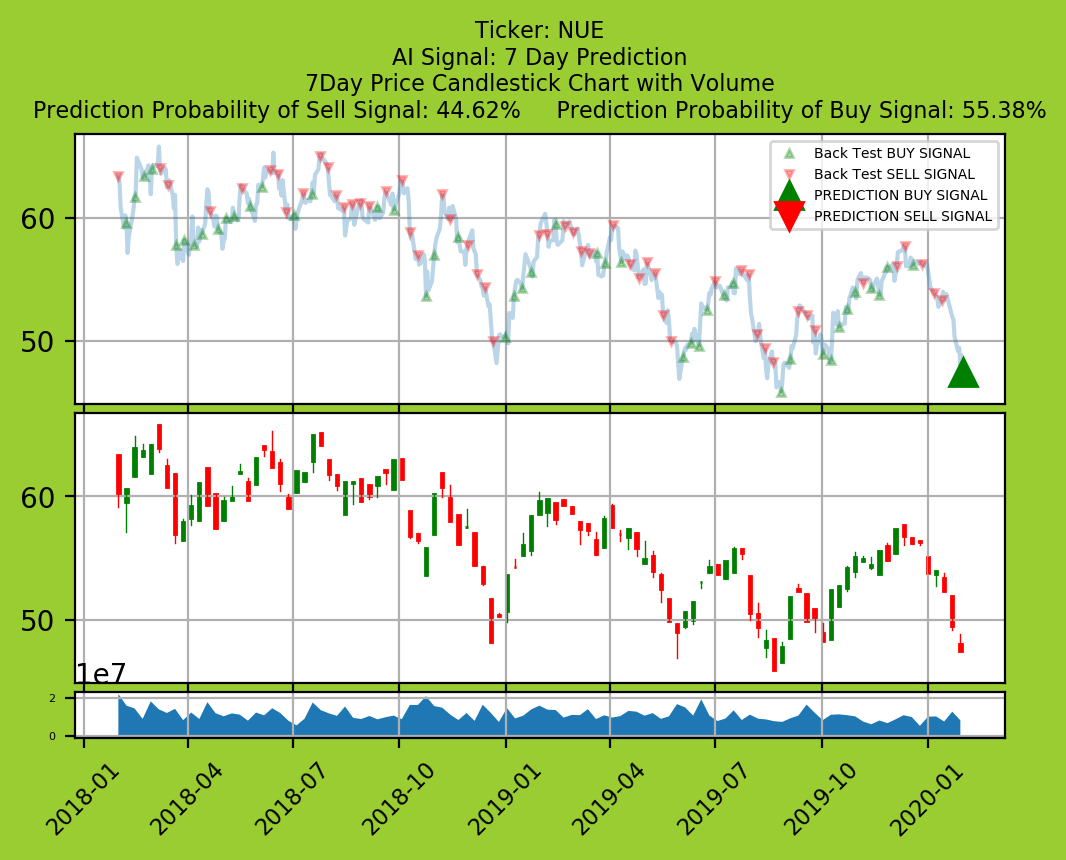 Ticker: NUE
AI Signal: 7 Day Prediction
7Day Price Candlestick Chart with Volume
Prediction Probability of Sell Signal: 44.62% Prediction Probability of Buy Signal: 55.38%
Back Test BUY SIGNAL
Back Test SELL SIGNAL
PREDICTION BUY SIGNAL
PREDICTION SELL SIGNAL
60
50
60
50
1e7
2
0
2018-01
2018-04
2018-07
2018-10
2019-01
2019-04
2019-07
2019-10
2020-01